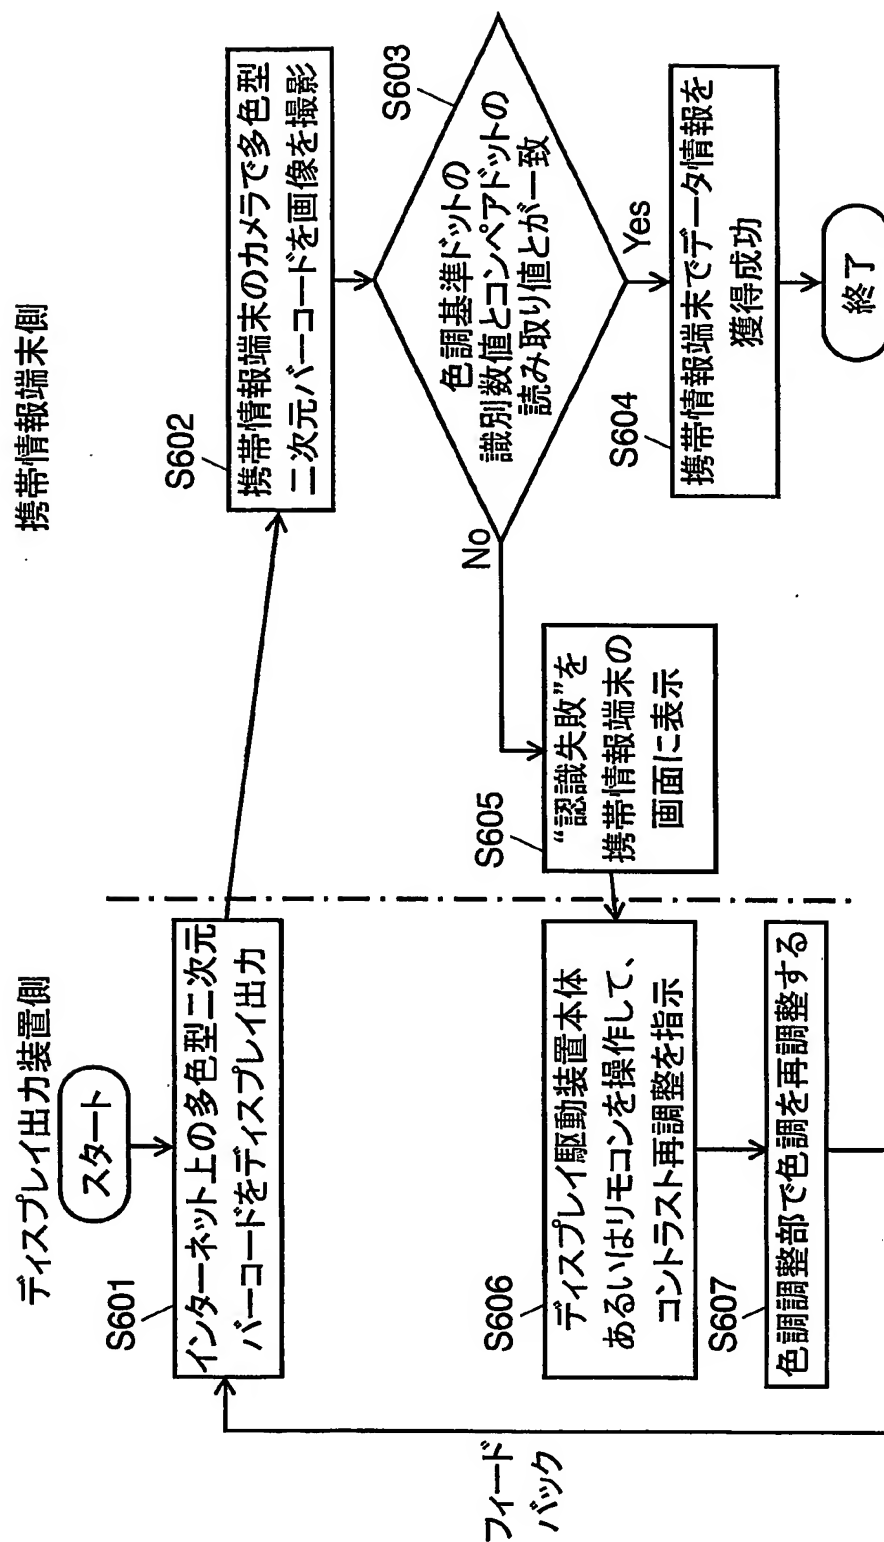 ディスプレイ出力装置側
スタート
S601
インターネット上の多色型二次元
バーコードをディスプレイ出力
携帯情報端末側
S602
携帯情報端末のカメラで多色型
二次元バーコードを画像を撮影
S603
色調基準ドットの
識別数値とコンペアドットの
読み取り値とが一致
Yes
No
S604
携帯情報端末でデータ情報を
獲得成功
終了
S605
“認識失敗”を
携帯情報端末の
画面に表示
S606
ディスプレイ駆動装置本体
あるいはリモコンを操作して、
コントラスト再調整を指示
S607
色調調整部で色調を再調整する
フィード
バック